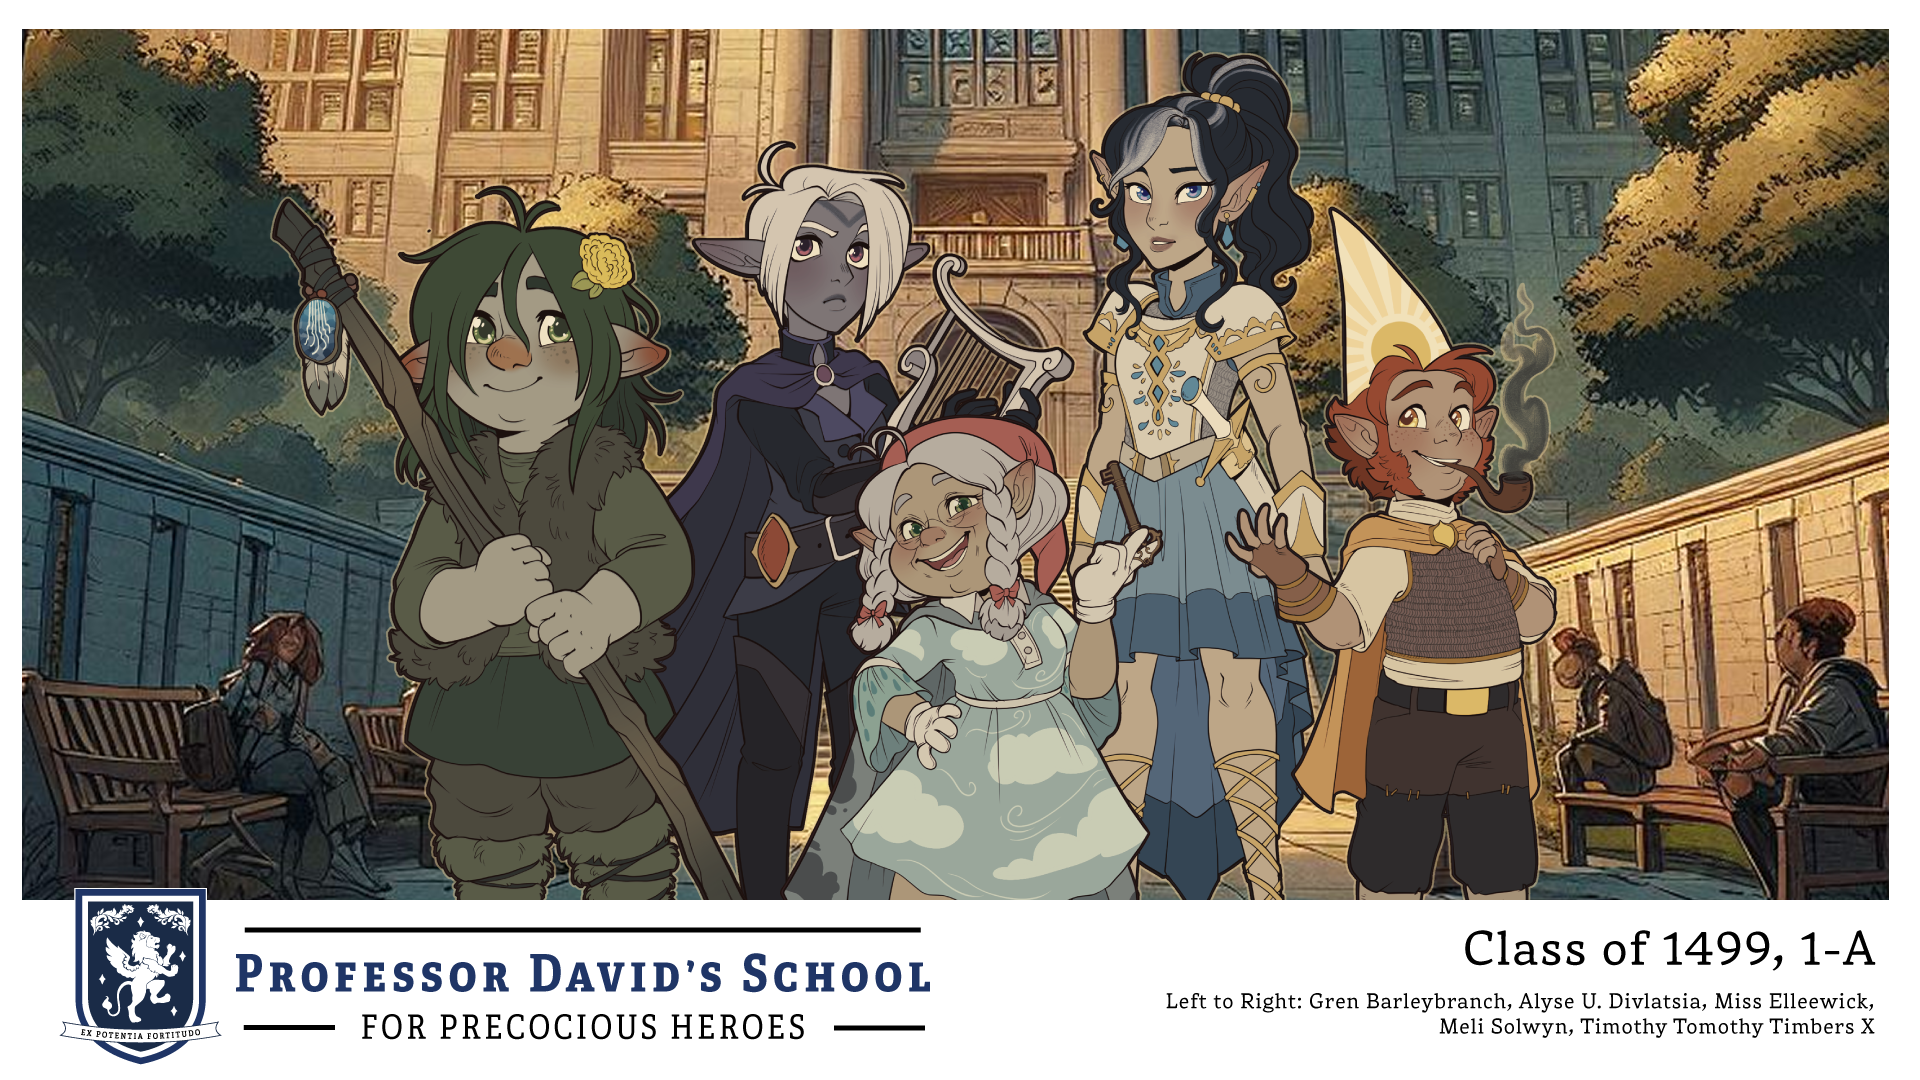 PROFESSOR DAVID'S SCHOOL
FOR PRECOCIOUS HEROES
EX POTENTIA FORTITUDO
Class of 1499, 1-A
Left to Right: Gren Barleybranch, Alyse U. Divlatsia, Miss Elleewick,
Meli Solwyn, Timothy Tomothy Timbers X